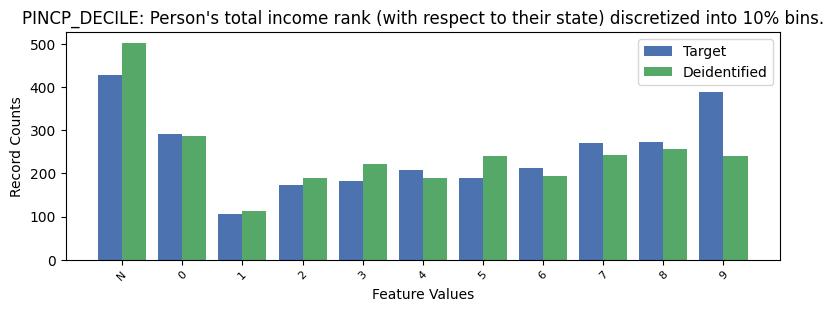 PINCP_DECILE: Person's total income rank (with respect to their state) discretized into 10% bins.
Target
Deidentified
Record Counts
500
400
300
200
100
0
N 0 1 2 3 4 5 6 7 8 9
Feature Values